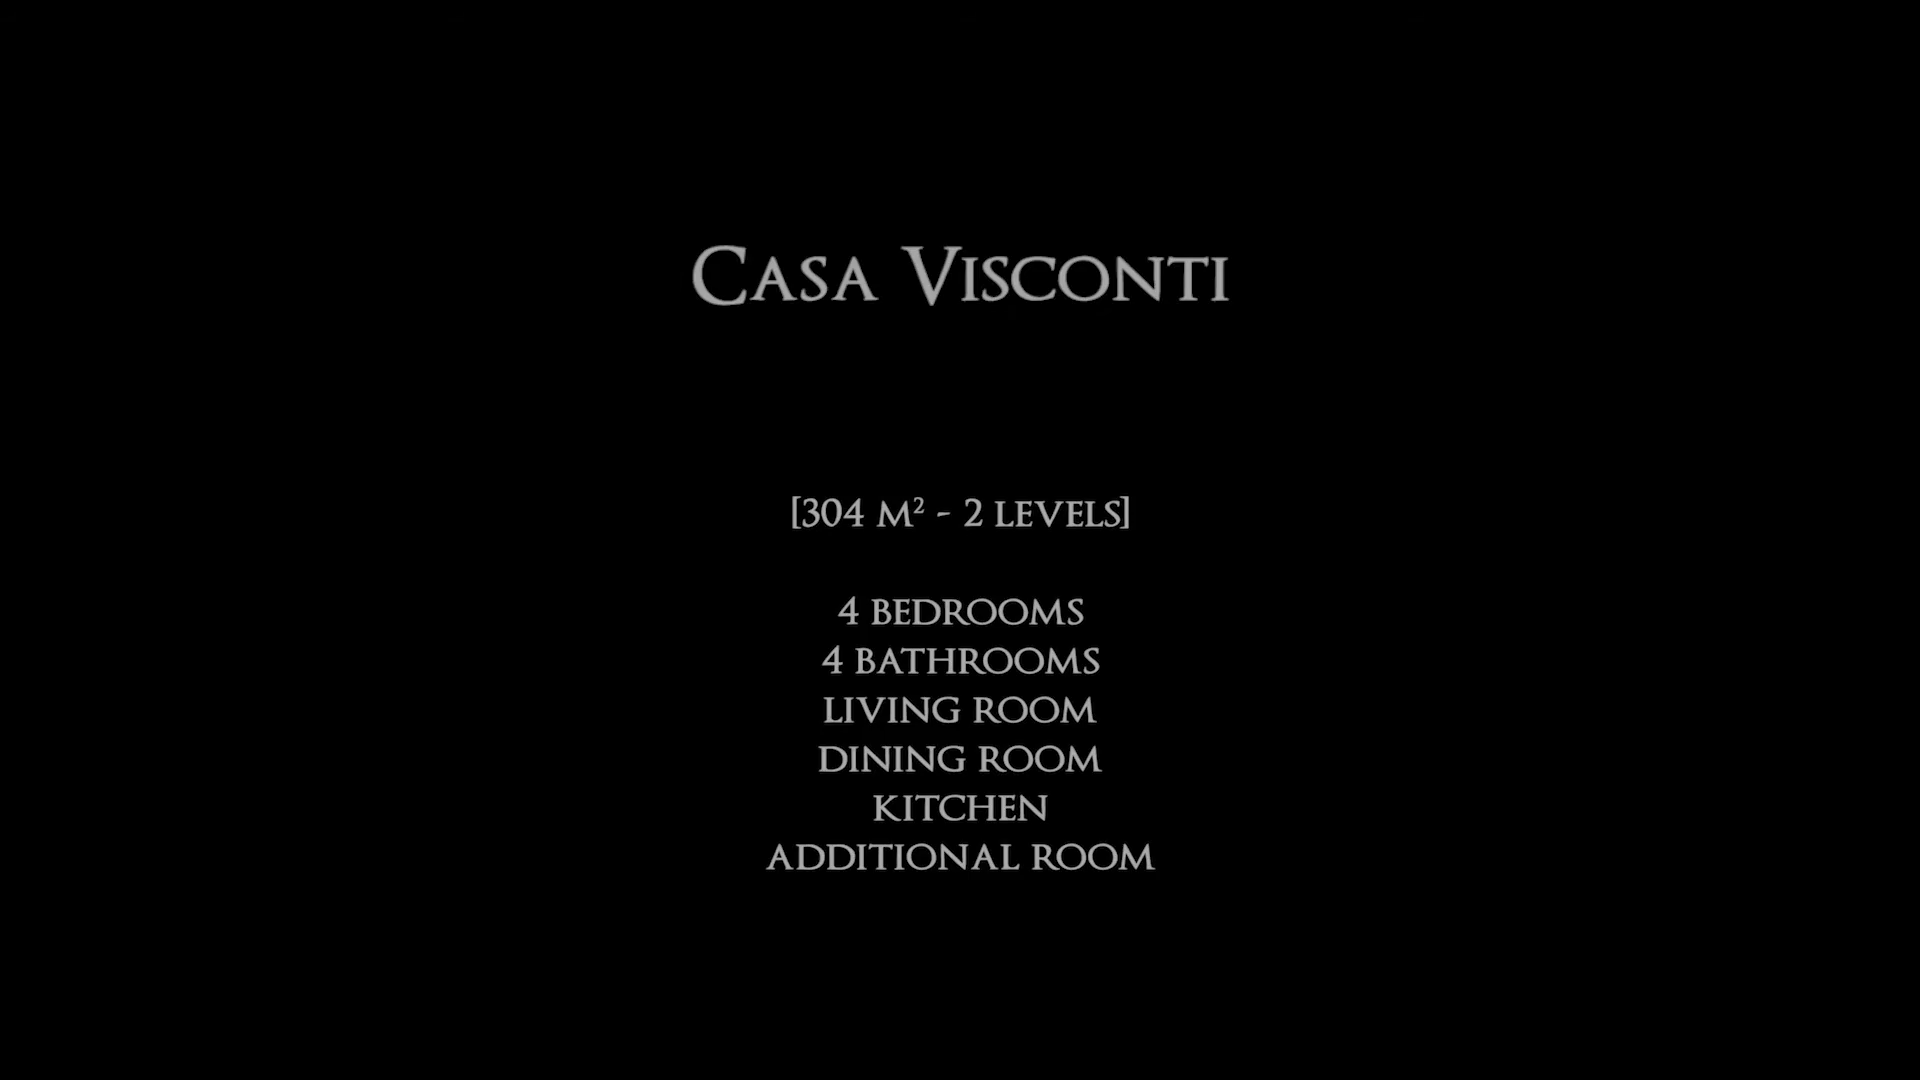 Casa Visconti
[304 m² - 2 levels]
4 bedrooms
4 bathrooms
living room
dining room
kitchen
additional room